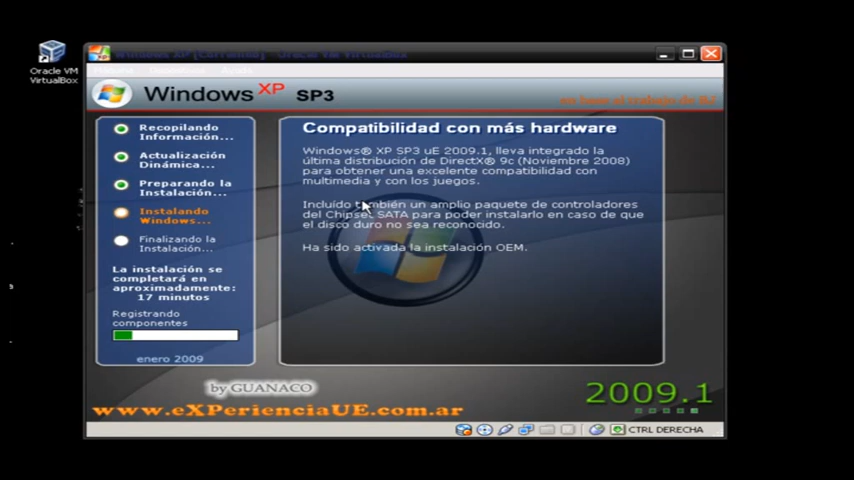 Oracle VM
VirtualBox
Windows XP SP3
Recopilando
Información...
Actualización
Dinámica...
Preparando la
Instalación...
Instalando
Windows...
Finalizando la
Instalación...
La instalación se
completará en
aproximadamente:
17 minutos
Registrando
componentes
enero 2009
Compatibilidad con más hardware
Windows® XP SP3 uE 2009.1, lleva integrado la
última distribución de DirectX® 9c (Noviembre 2008)
para obtener una excelente compatibilidad con
multimedia y con los juegos.
Incluído también un amplio paquete de controladores
del Chipset SATA para poder instalarlo en caso de que
el disco duro no sea reconocido.
Ha sido activada la instalación OEM.
by GUANACO
2009.1
www.eXPerienciaUE.com.ar
CTRL DERECHA